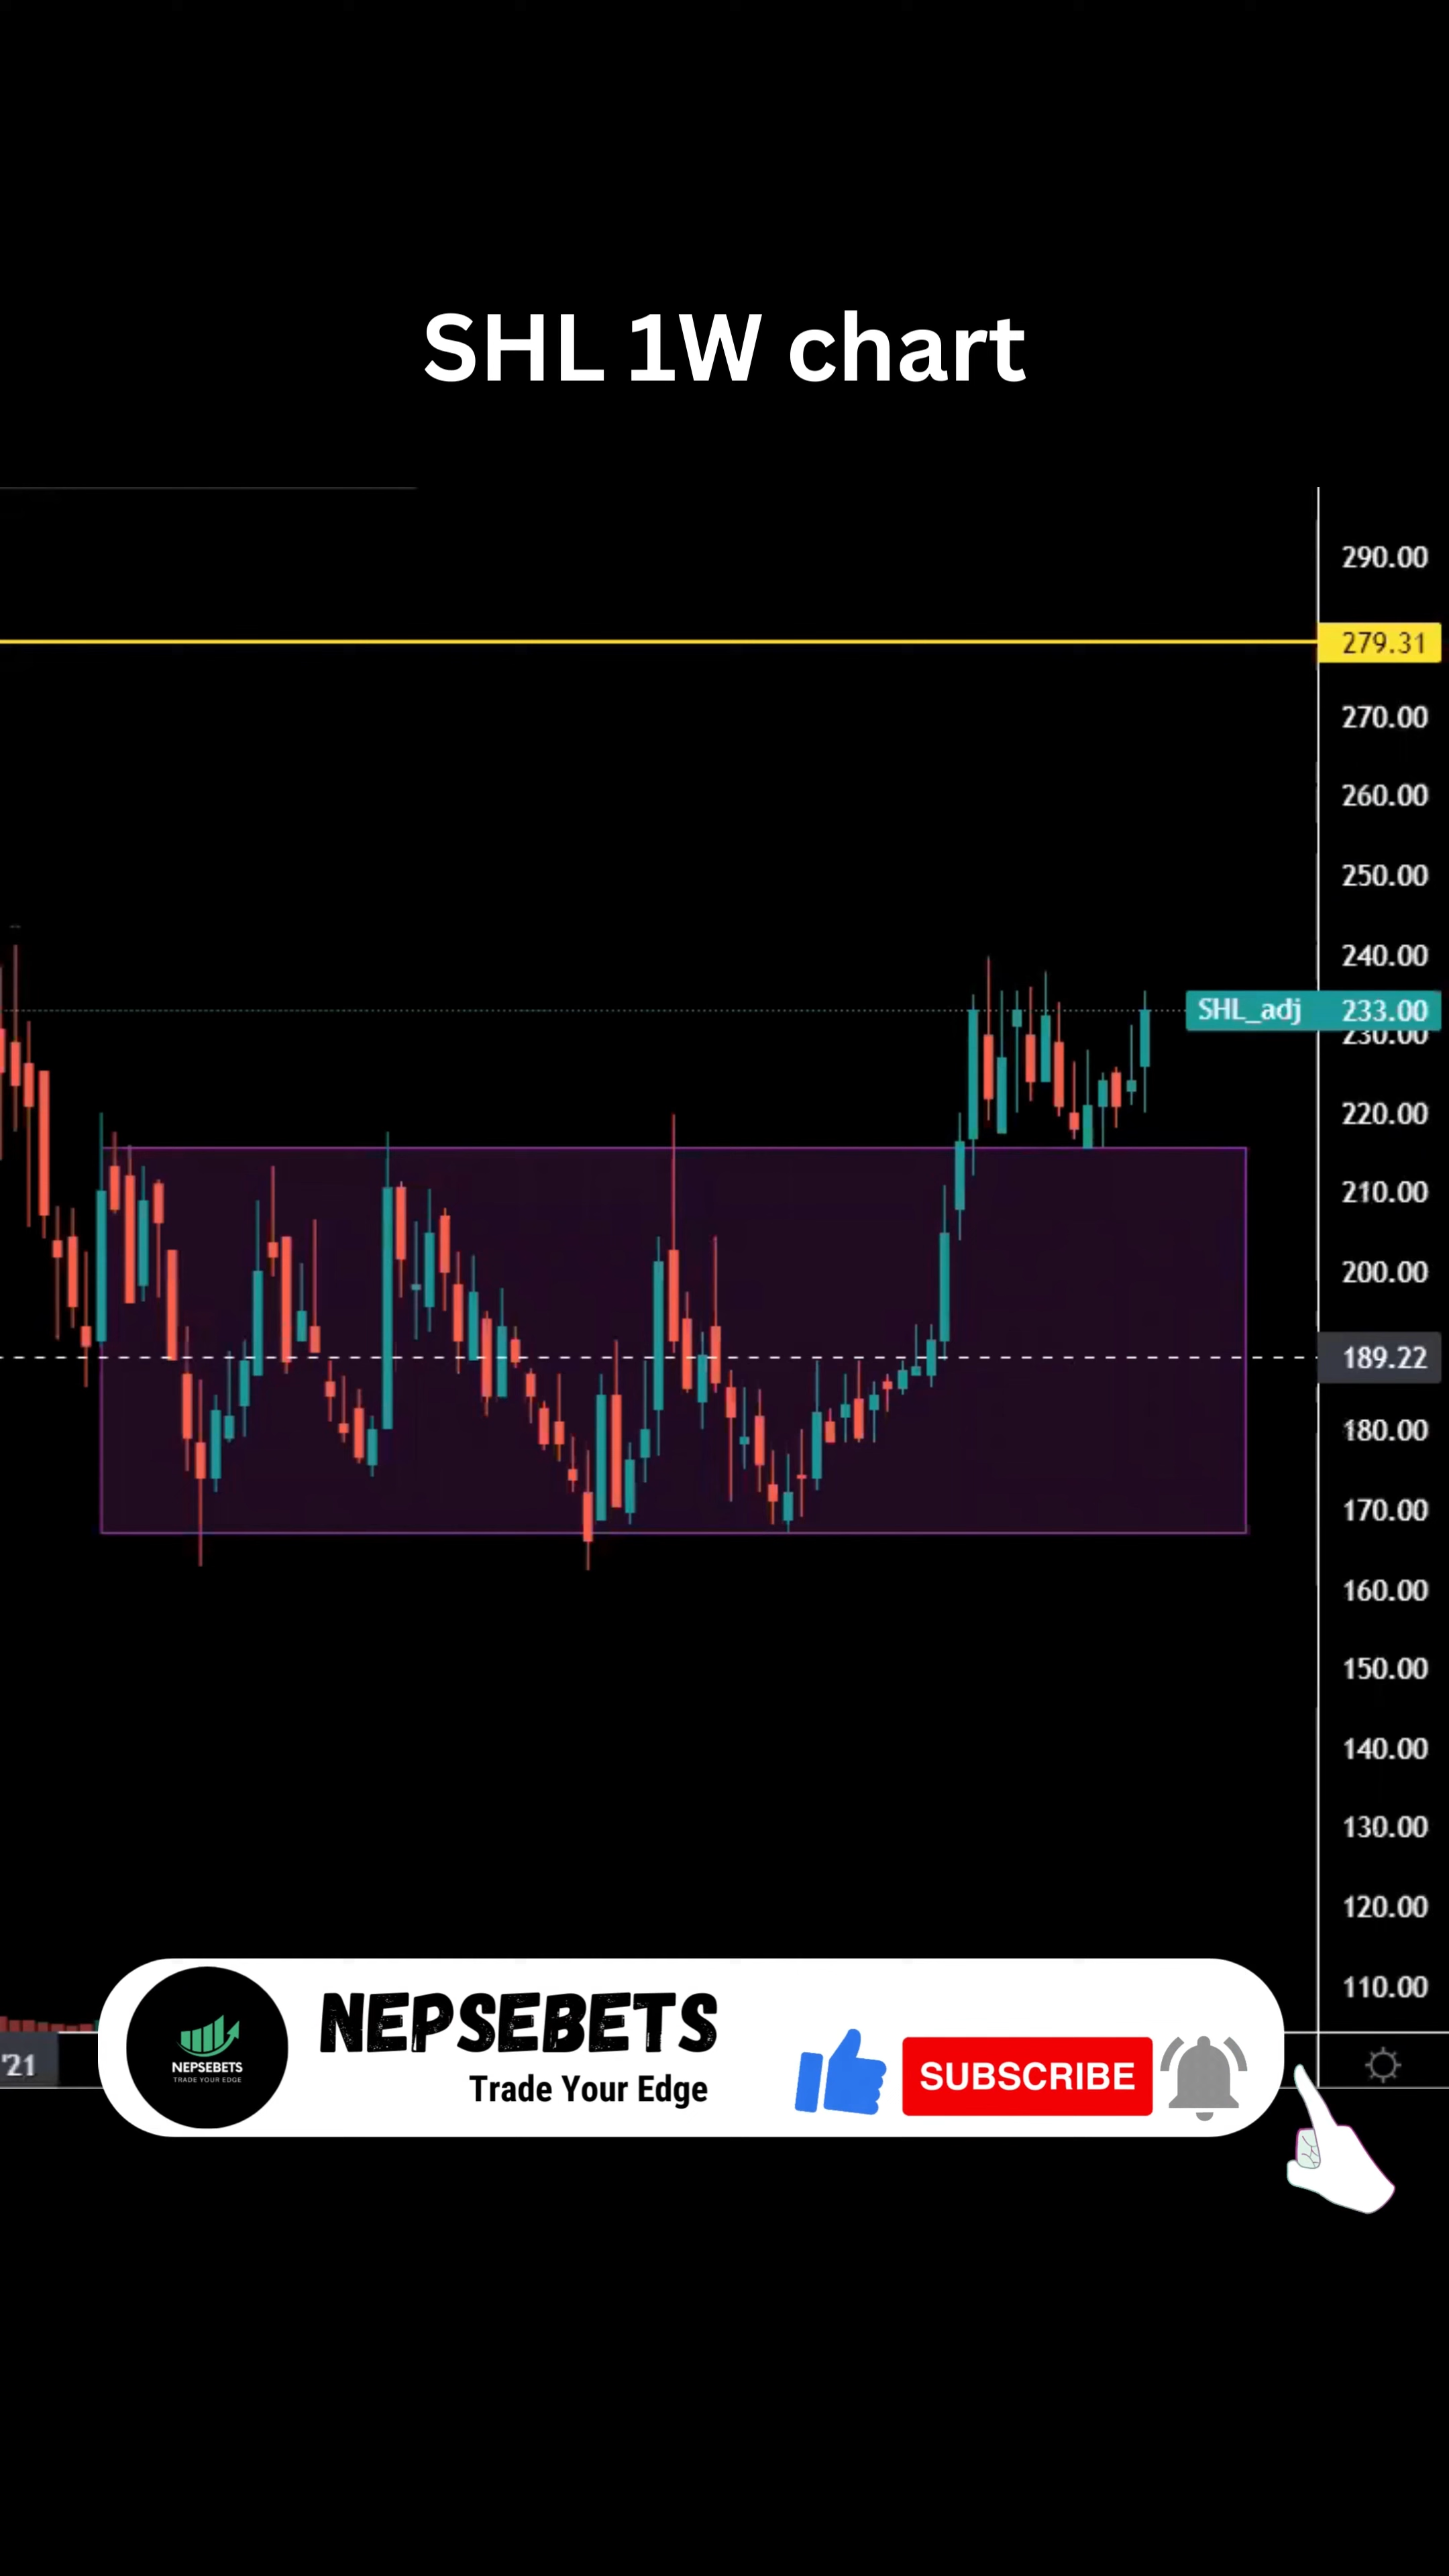 SHL 1W chart
290.00
279.31
270.00
260.00
250.00
240.00
SHL_adj 233.00
230.00
220.00
210.00
200.00
189.22
180.00
170.00
160.00
150.00
140.00
130.00
120.00
110.00
'21
NEPSEBETS
TRADE YOUR EDGE
NEPSEBETS
Trade Your Edge
SUBSCRIBE